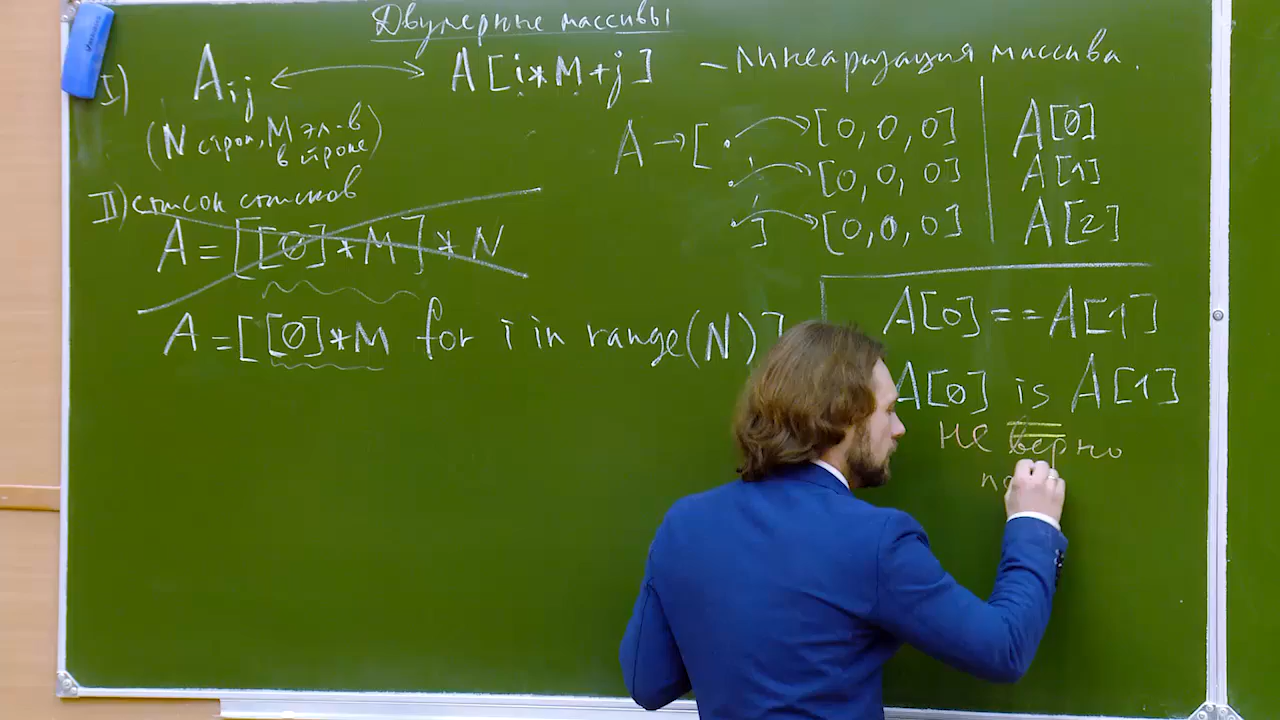 Двумерные массивы
I) Aij ↔ A[i*M+j] – линеаризация массива.
(N строк, M эл-в
в строке)
II) список списков
A = [[0]*M]*N
A = [[0]*M for i in range(N)]
A → [ . → [0, 0, 0] | A[0]
. → [0, 0, 0] | A[1]
. ] → [0, 0, 0] | A[2]
A[0] == A[1]
A[0] is A[1]
не верно